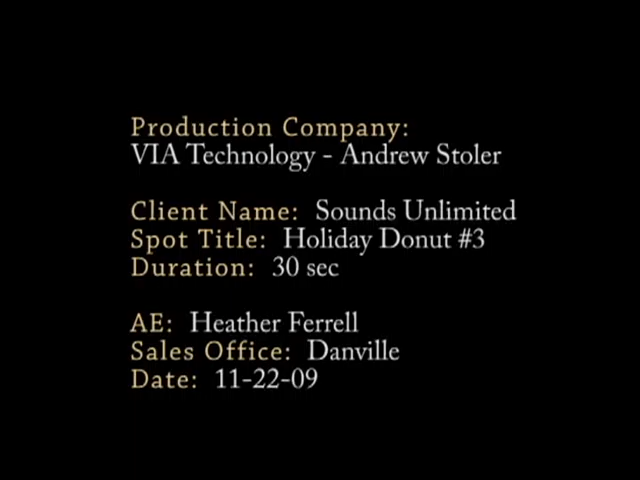 Production Company:
VIA Technology - Andrew Stoler
Client Name: Sounds Unlimited
Spot Title: Holiday Donut #3
Duration: 30 sec
AE: Heather Ferrell
Sales Office: Danville
Date: 11-22-09